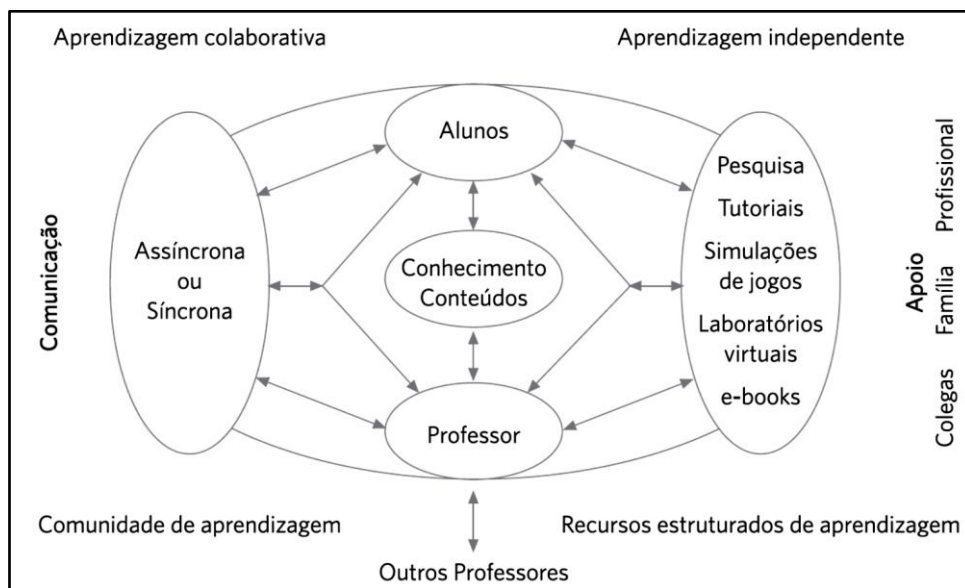 Aprendizagem colaborativa
Aprendizagem independente
Alunos
Comunicação
Assíncrona
ou
Síncrona
Conhecimento
Conteúdos
Pesquisa
Tutoriais
Simulações
de jogos
Laboratórios
virtuais
e-books
Apoio
Profissional
Família
Colegas
Professor
Comunidade de aprendizagem
Recursos estruturados de aprendizagem
Outros Professores